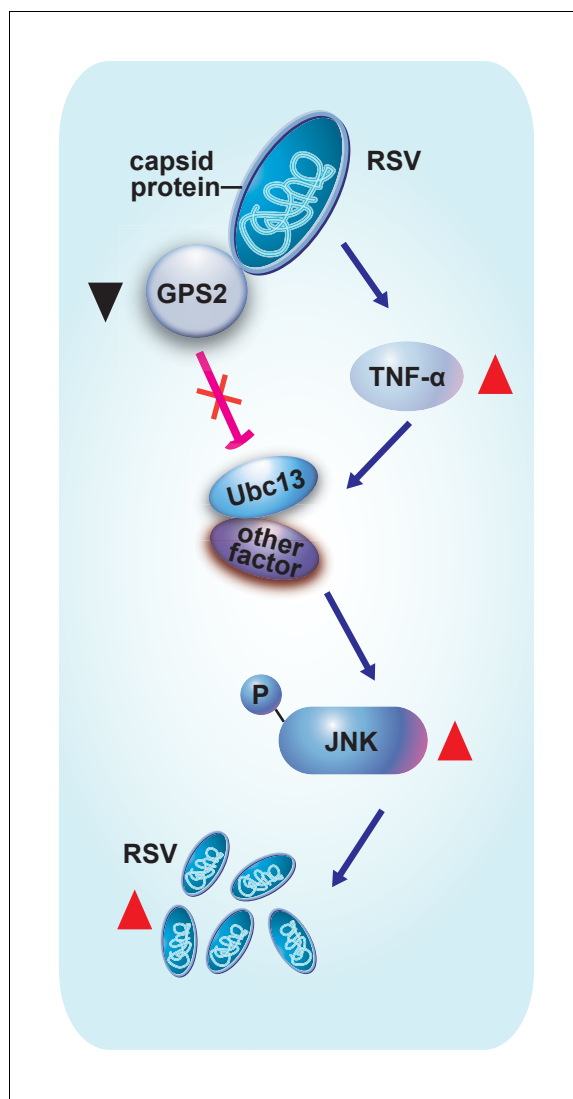 capsid
protein
RSV
GPS2
TNF-α
Ubc13
other
factor
P
JNK
RSV